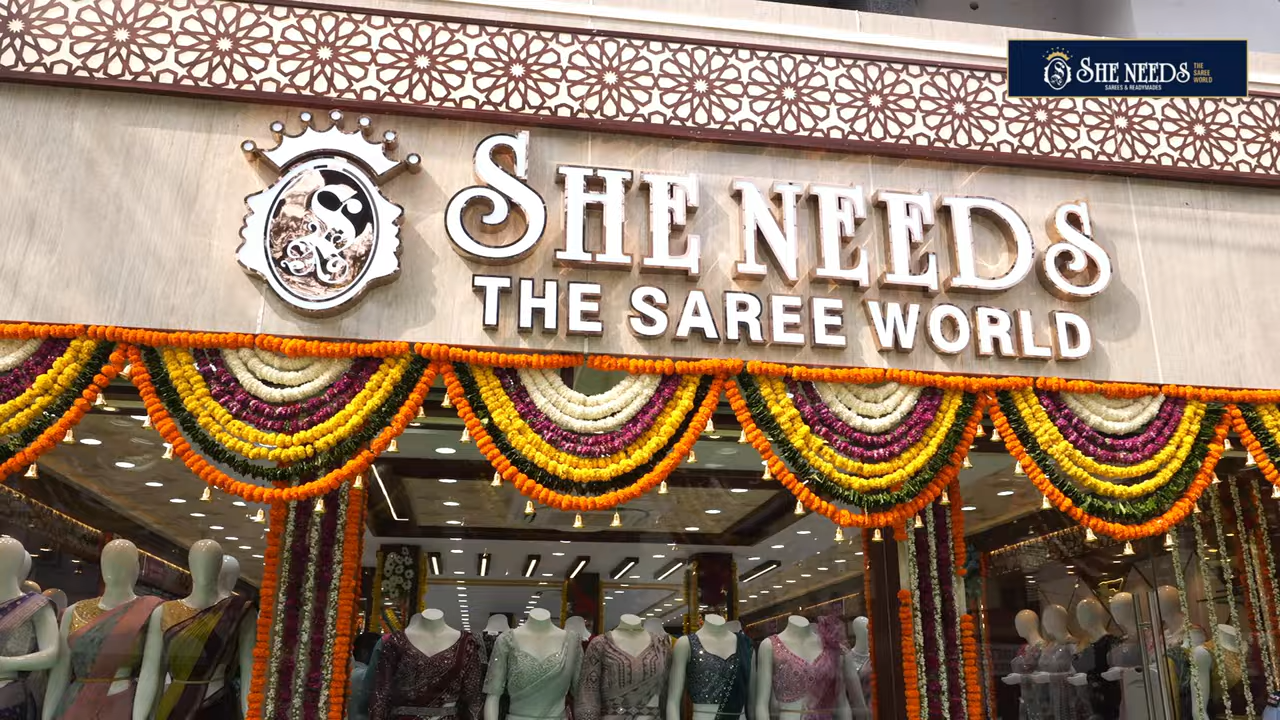 SHE NEEDS
THE SAREE WORLD
SHE NEEDS
THE
SAREE
WORLD
SAREES & READYMADES